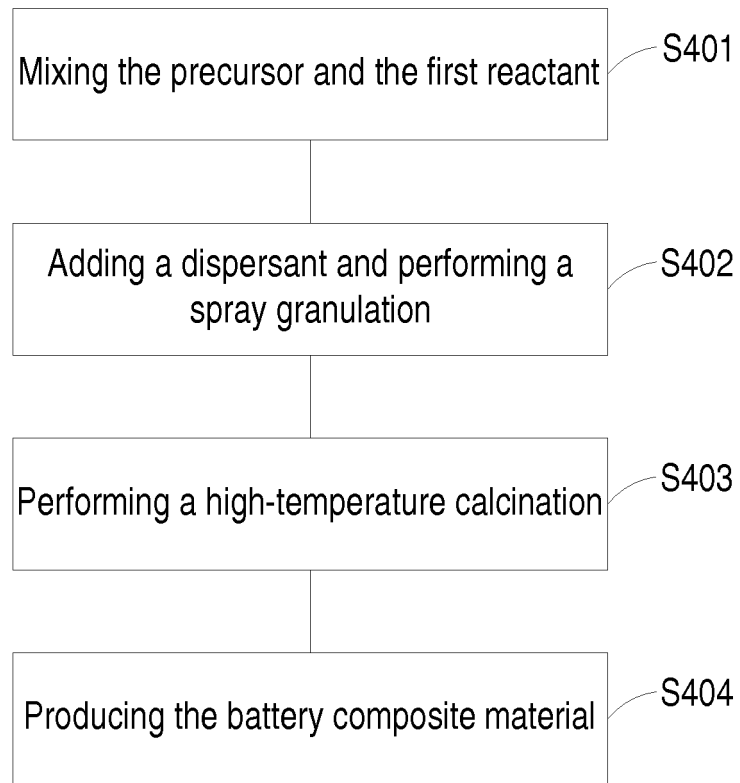 Mixing the precursor and the first reactant
S401
Adding a dispersant and performing a
spray granulation
S402
Performing a high-temperature calcination
S403
Producing the battery composite material
S404